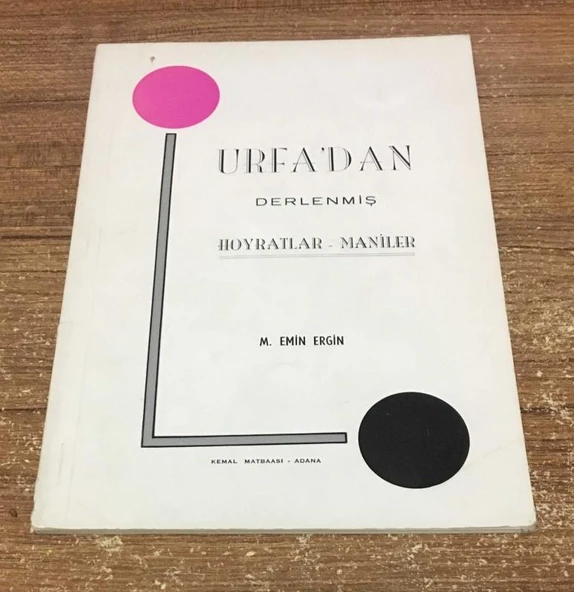 URFA'DAN
DERLENMİŞ
HOYRATLAR - MANİLER
M. EMİN ERGİN
KEMAL MATBAASI - ADANA